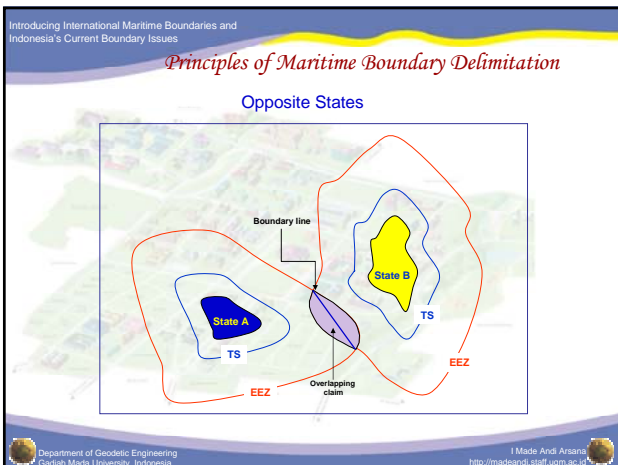 Introducing International Maritime Boundaries and
Indonesia's Current Boundary Issues
Principles of Maritime Boundary Delimitation
Opposite States
Boundary line
State B
State A
TS
TS
EEZ
EEZ
Overlapping
claim
Department of Geodetic Engineering
Gadjah Mada University, Indonesia
I Made Andi Arsana
http://madeandi.staff.ugm.ac.id